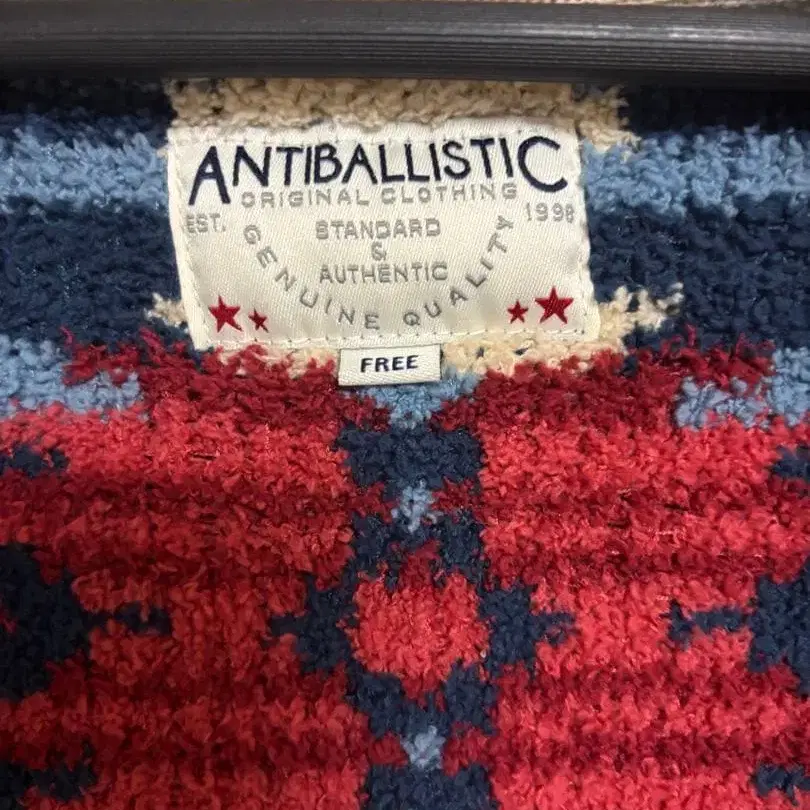 ANTIBALLISTIC
ORIGINAL CLOTHING
EST. 1998
STANDARD
&
AUTHENTIC
GENUINE QUALITY
FREE